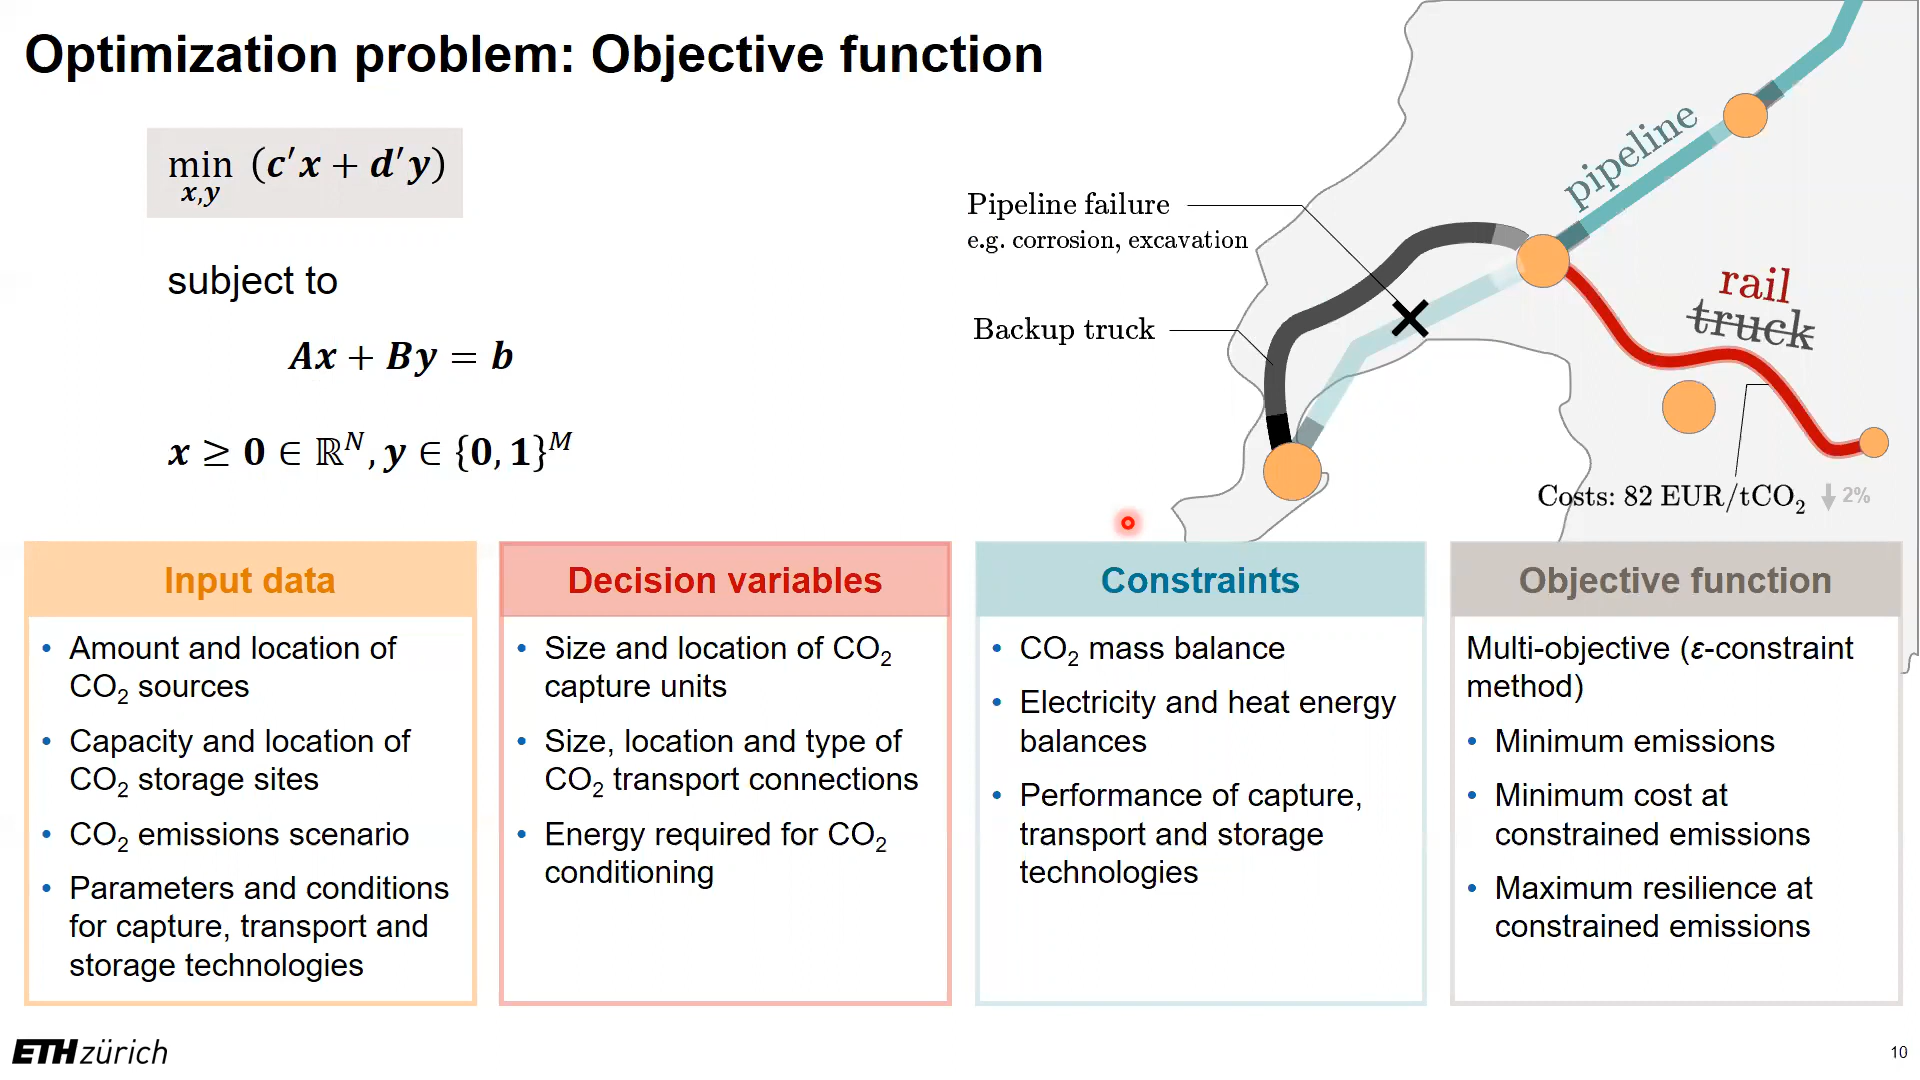 Optimization problem: Objective function
min (c′x + d′y)
x,y
subject to
Ax + By = b
x ≥ 0 ∈ ℝᴺ, y ∈ {0, 1}ᴹ
pipeline
Pipeline failure
e.g. corrosion, excavation
Backup truck
rail
truck
Costs: 82 EUR/tCO₂ 2%
Input data
• Amount and location of
CO₂ sources
• Capacity and location of
CO₂ storage sites
• CO₂ emissions scenario
• Parameters and conditions
for capture, transport and
storage technologies
Decision variables
• Size and location of CO₂
capture units
• Size, location and type of
CO₂ transport connections
• Energy required for CO₂
conditioning
Constraints
• CO₂ mass balance
• Electricity and heat energy
balances
• Performance of capture,
transport and storage
technologies
Objective function
Multi-objective (ε-constraint
method)
• Minimum emissions
• Minimum cost at
constrained emissions
• Maximum resilience at
constrained emissions
ETH zürich
10